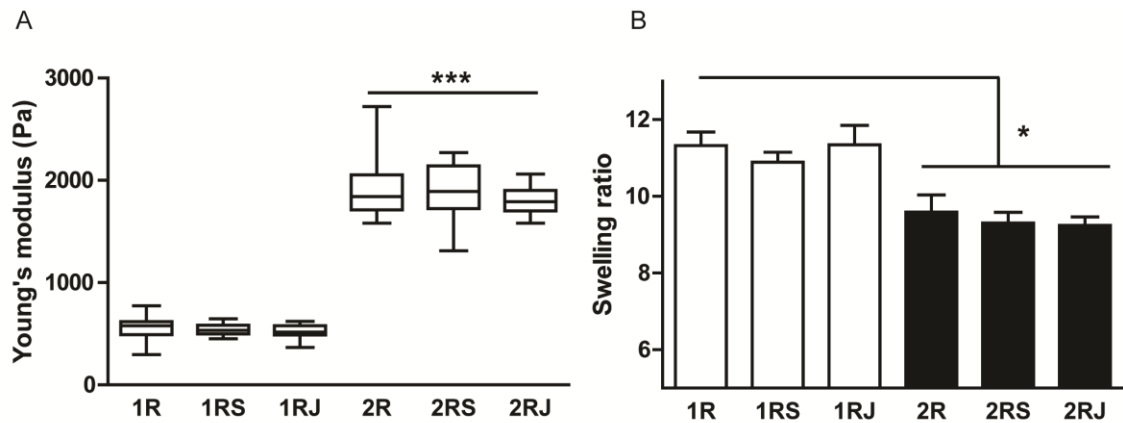 A
Young's modulus (Pa)
3000
2000
1000
0
***
1R 1RS 1RJ 2R 2RS 2RJ
B
Swelling ratio
12
10
8
6
*
1R 1RS 1RJ 2R 2RS 2RJ